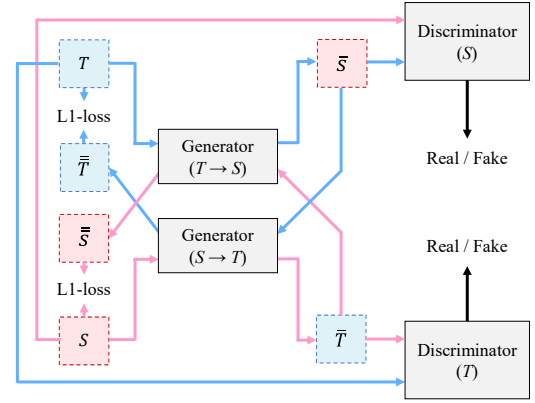 Discriminator
(S)
T
S̄
L1-loss
Generator
(T → S)
Real / Fake
T̿
S̿
Generator
(S → T)
Real / Fake
L1-loss
S
T̄
Discriminator
(T)